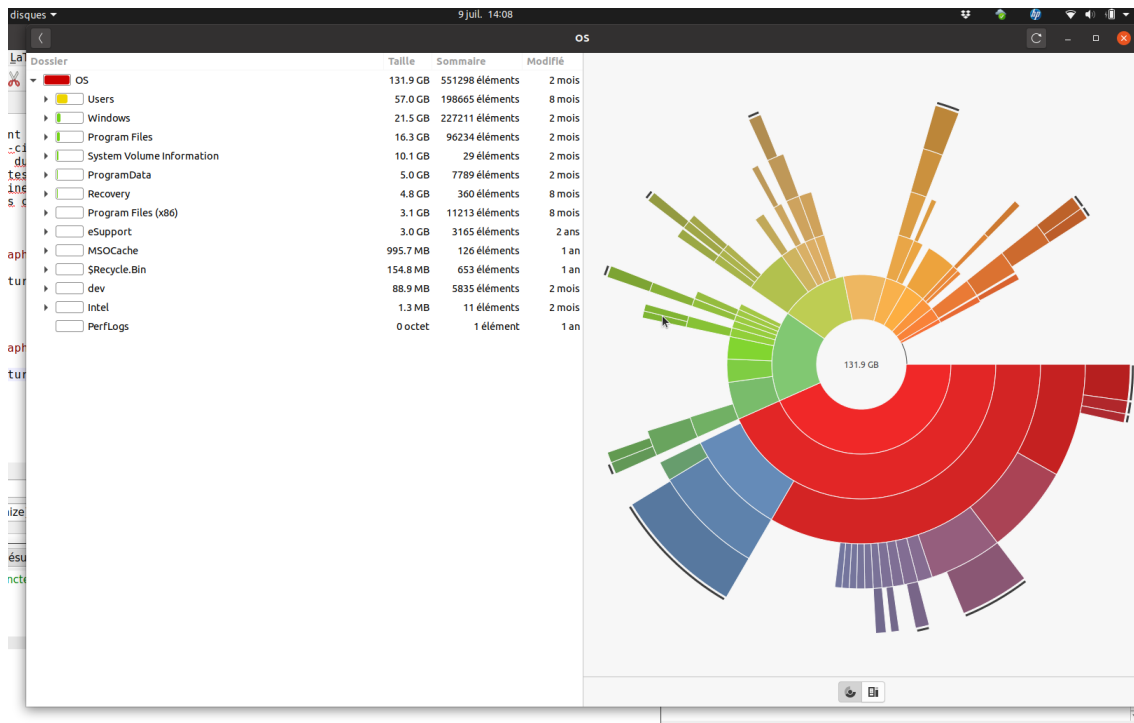 disques 9 juil. 14:08
OS
Dossier Taille Sommaire Modifié
OS 131.9 GB 551298 éléments 2 mois
Users 57.0 GB 198665 éléments 8 mois
Windows 21.5 GB 227211 éléments 2 mois
Program Files 16.3 GB 96234 éléments 2 mois
System Volume Information 10.1 GB 29 éléments 2 mois
ProgramData 5.0 GB 7789 éléments 2 mois
Recovery 4.8 GB 360 éléments 8 mois
Program Files (x86) 3.1 GB 11213 éléments 8 mois
eSupport 3.0 GB 3165 éléments 2 ans
MSOCache 995.7 MB 126 éléments 1 an
$Recycle.Bin 154.8 MB 653 éléments 1 an
dev 88.9 MB 5835 éléments 2 mois
Intel 1.3 MB 11 éléments 2 mois
PerfLogs 0 octet 1 élément 1 an
131.9 GB